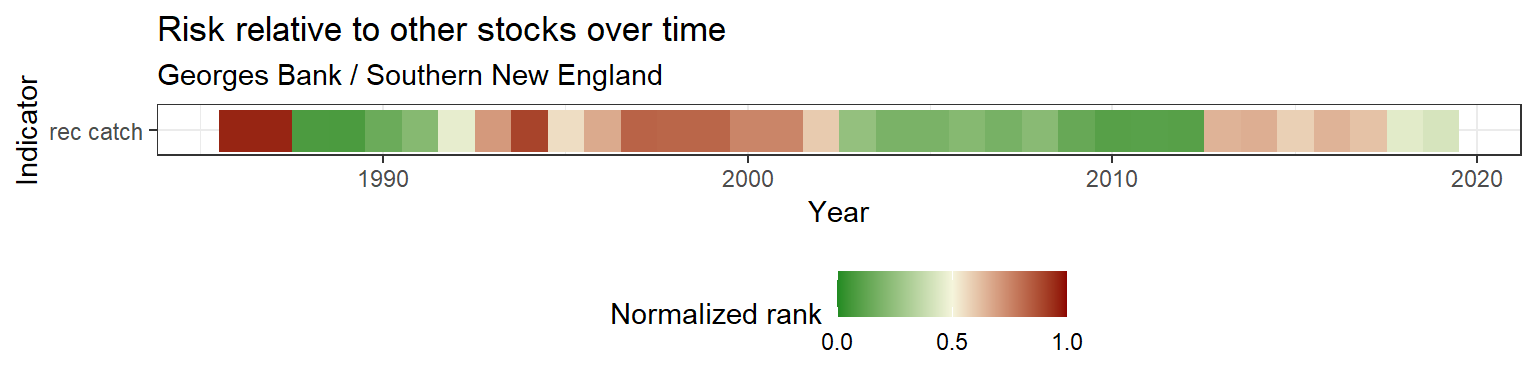 Risk relative to other stocks over time
Georges Bank / Southern New England
Indicator
rec catch
1990 2000 2010 2020
Year
Normalized rank
0.0 0.5 1.0